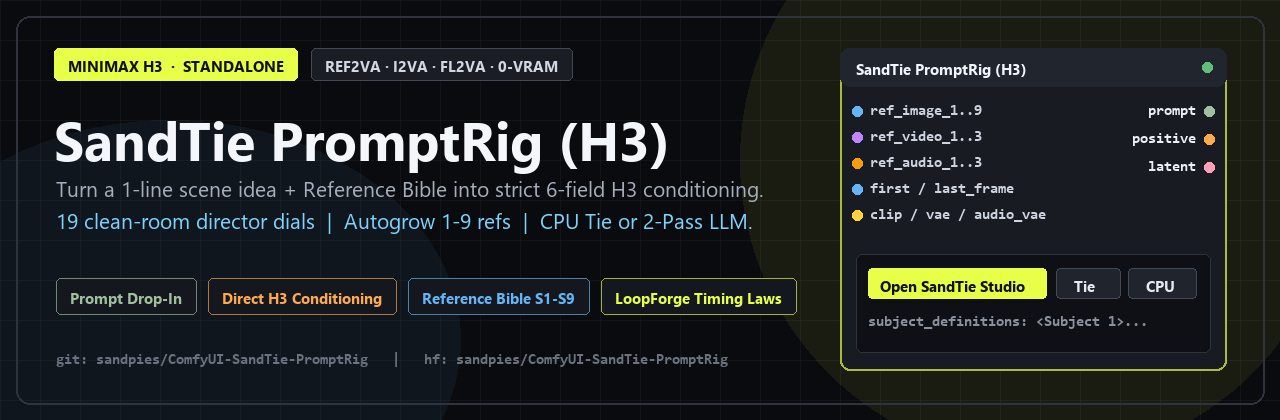 MINIMAX H3 · STANDALONE
REF2VA · I2VA · FL2VA · 0-VRAM
SandTie PromptRig (H3)
Turn a 1-line scene idea + Reference Bible into strict 6-field H3 conditioning.
19 clean-room director dials | Autogrow 1-9 refs | CPU Tie or 2-Pass LLM.
Prompt Drop-In
Direct H3 Conditioning
Reference Bible S1-S9
LoopForge Timing Laws
git: sandpies/ComfyUI-SandTie-PromptRig | hf: sandpies/ComfyUI-SandTie-PromptRig
SandTie PromptRig (H3)
ref_image_1..9
prompt
ref_video_1..3
positive
ref_audio_1..3
latent
first / last_frame
clip / vae / audio_vae
Open SandTie Studio
Tie
CPU
subject_definitions: <Subject 1>...